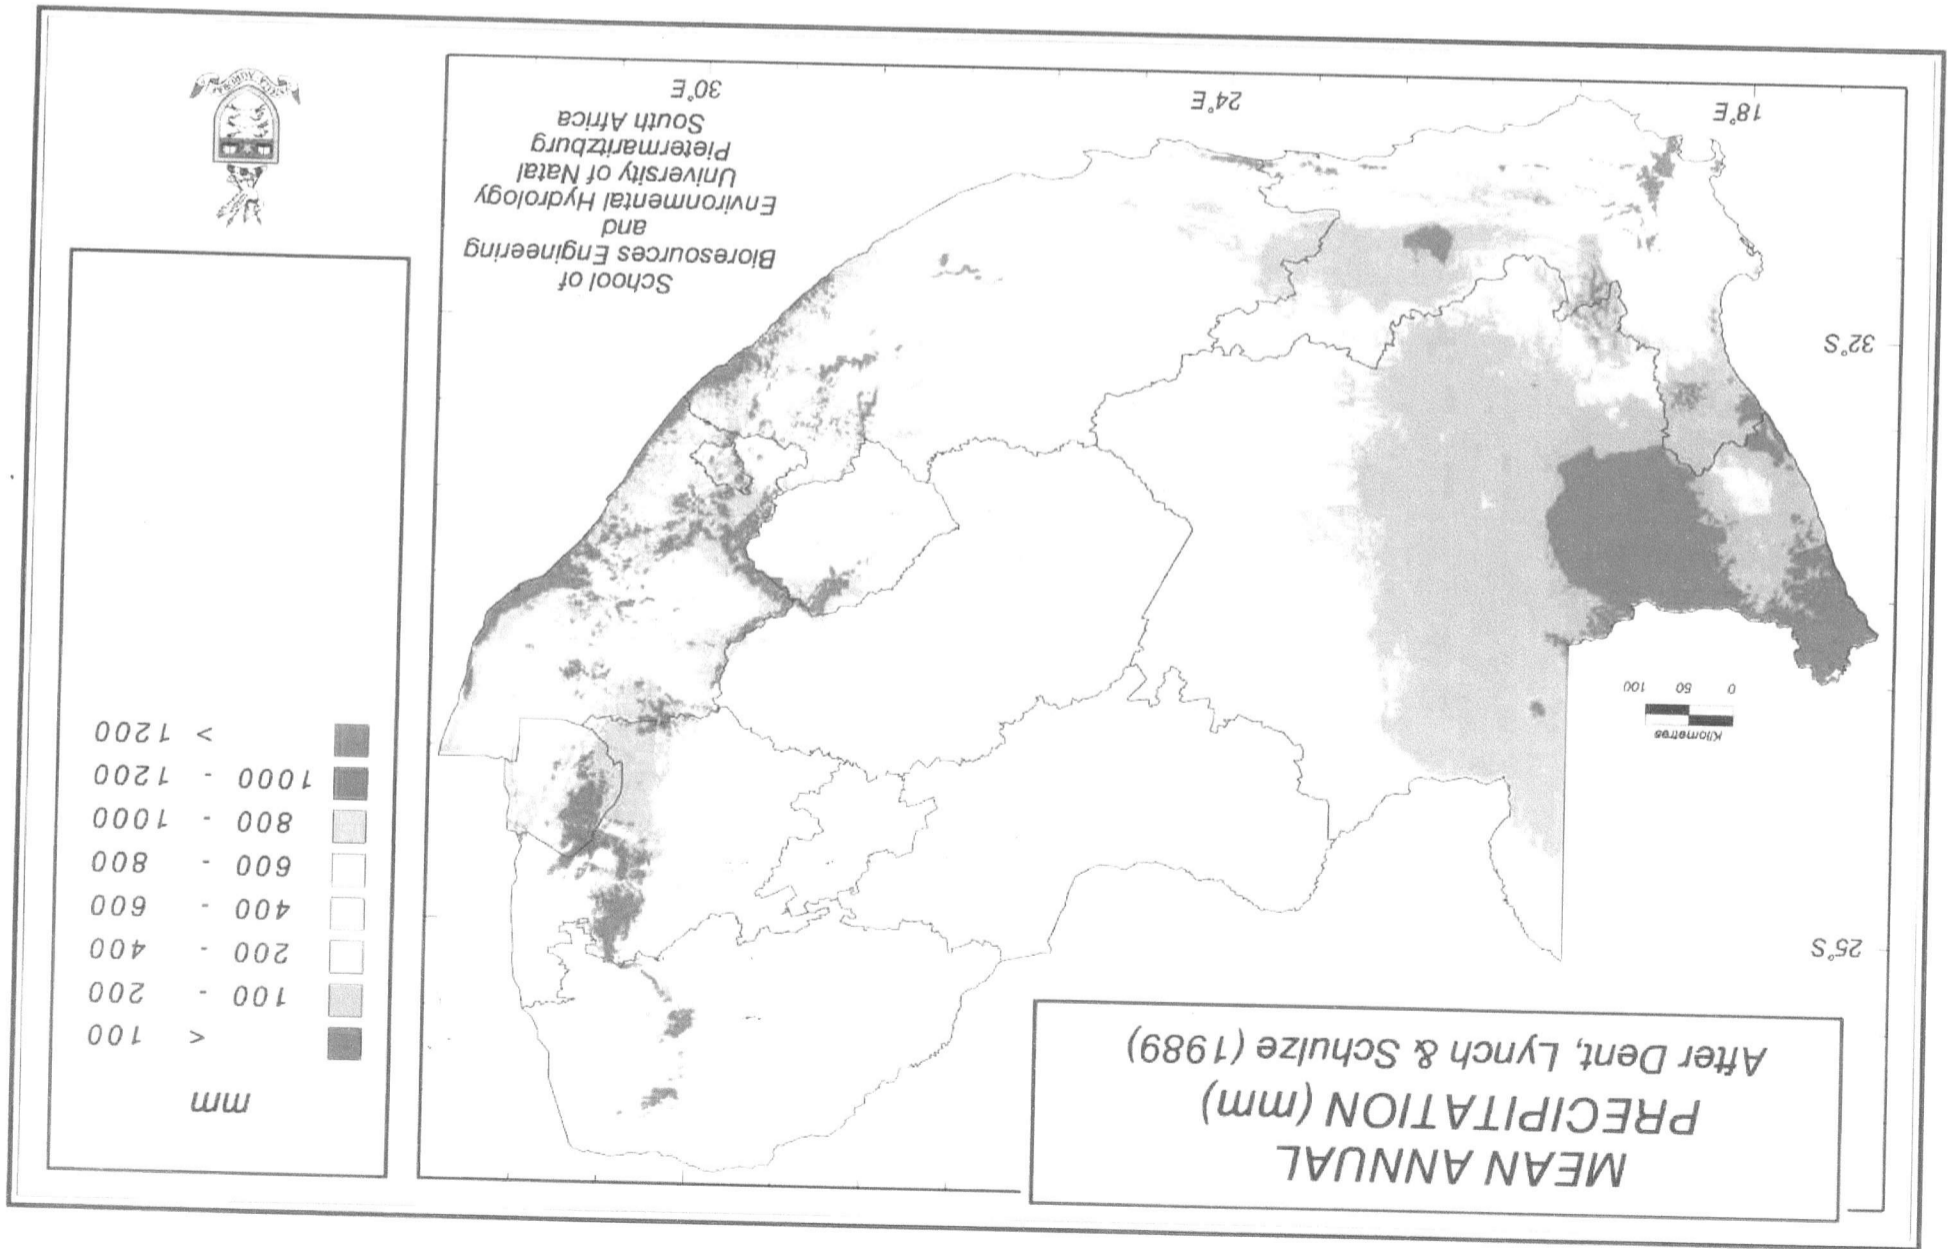 MEAN ANNUAL
PRECIPITATION (mm)
After Dent, Lynch & Schulze (1989)
mm
< 100
100 - 200
200 - 400
400 - 600
600 - 800
800 - 1000
1000 - 1200
> 1200
25°S
32°S
Kilometres
0 50 100
18°E
24°E
30°E
School of
Bioresources Engineering
and
Environmental Hydrology
University of Natal
Pietermaritzburg
South Africa